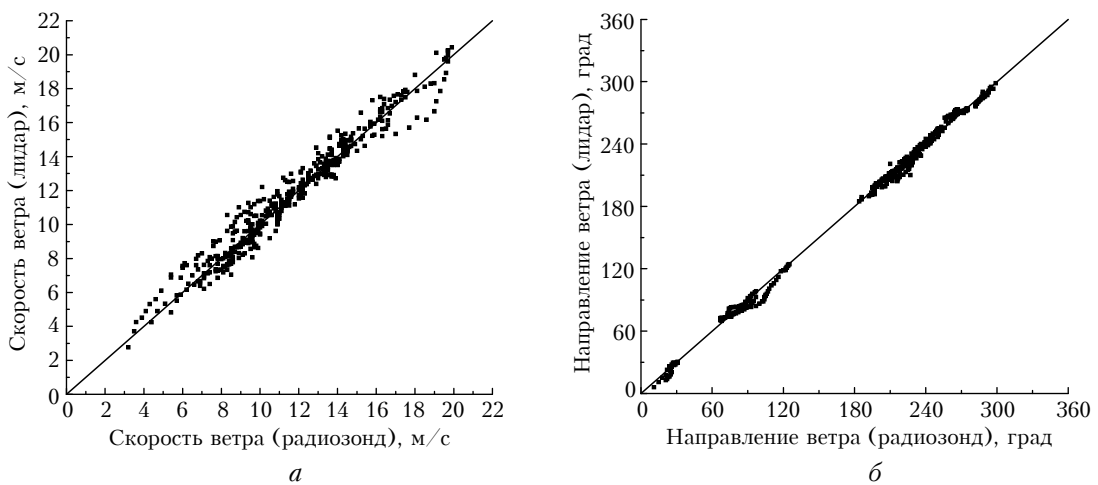 22
20
18
16
14
12
10
8
6
4
2
0
Скорость ветра (лидар), м/с
0 2 4 6 8 10 12 14 16 18 20 22
Скорость ветра (радиозонд), м/с
а
360
300
240
180
120
60
0
Направление ветра (лидар), град
0 60 120 180 240 300 360
Направление ветра (радиозонд), град
б